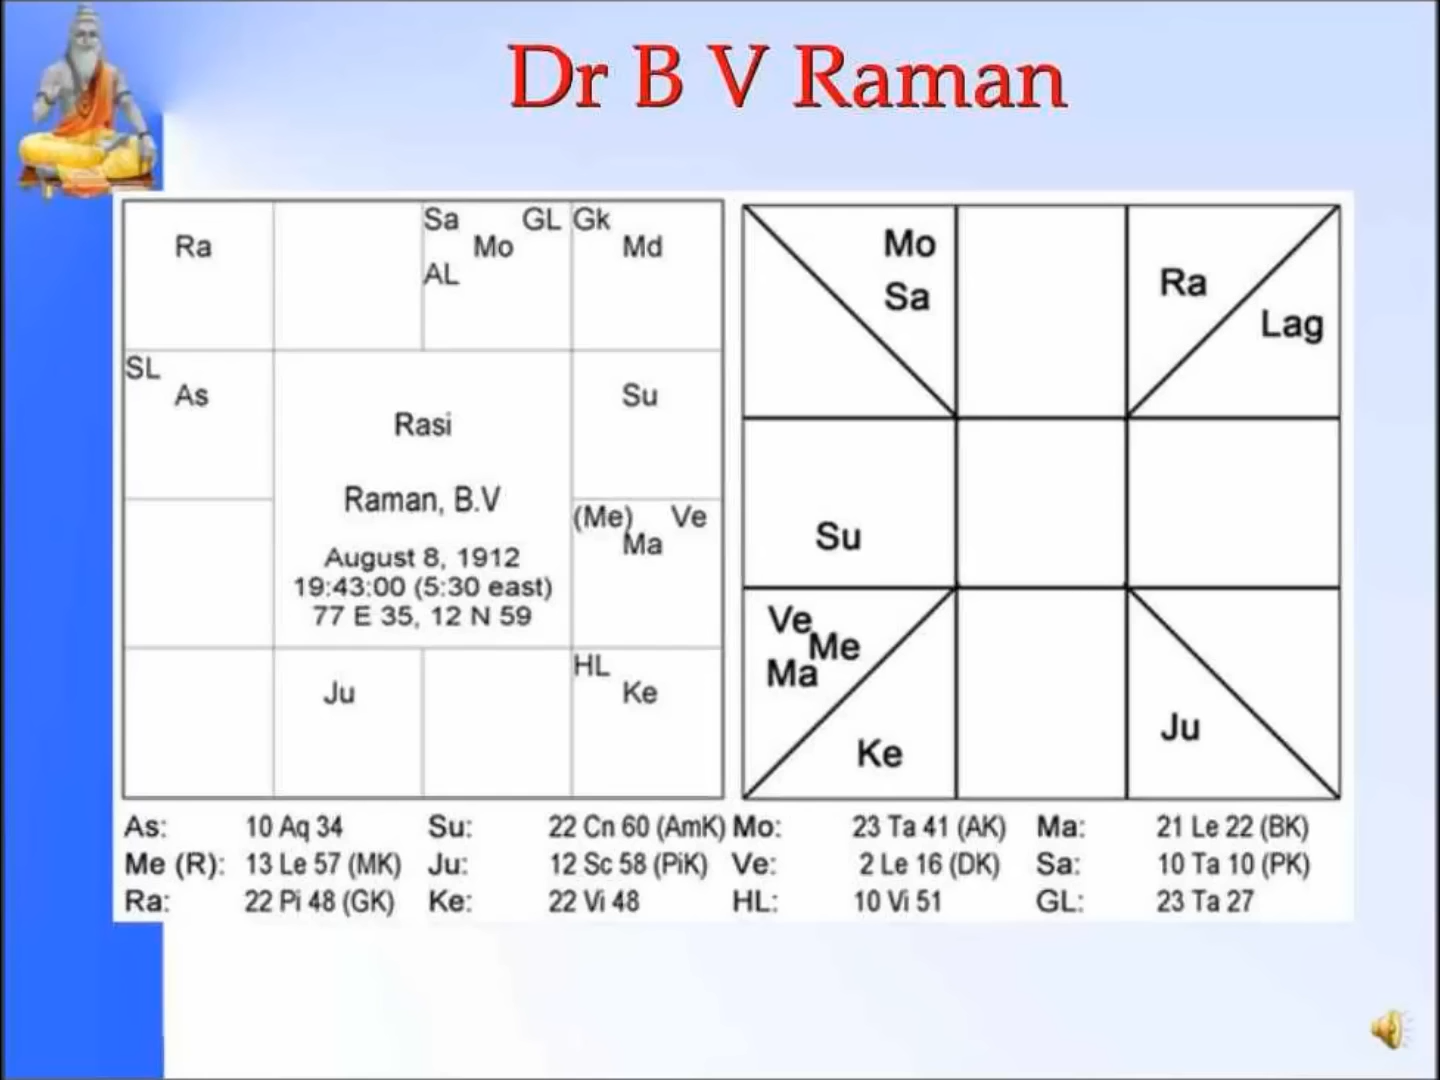 Dr B V Raman
Ra
Sa GL
Mo
AL
Gk
Md
SL
As
Su
Rasi
Raman, B.V
August 8, 1912
19:43:00 (5:30 east)
77 E 35, 12 N 59
(Me) Ve
Ma
Ju
HL
Ke
Mo
Sa
Ra
Lag
Su
Ve
Me
Ma
Ke
Ju
As: 10 Aq 34 Su: 22 Cn 60 (AmK) Mo: 23 Ta 41 (AK) Ma: 21 Le 22 (BK)
Me (R): 13 Le 57 (MK) Ju: 12 Sc 58 (PiK) Ve: 2 Le 16 (DK) Sa: 10 Ta 10 (PK)
Ra: 22 Pi 48 (GK) Ke: 22 Vi 48 HL: 10 Vi 51 GL: 23 Ta 27